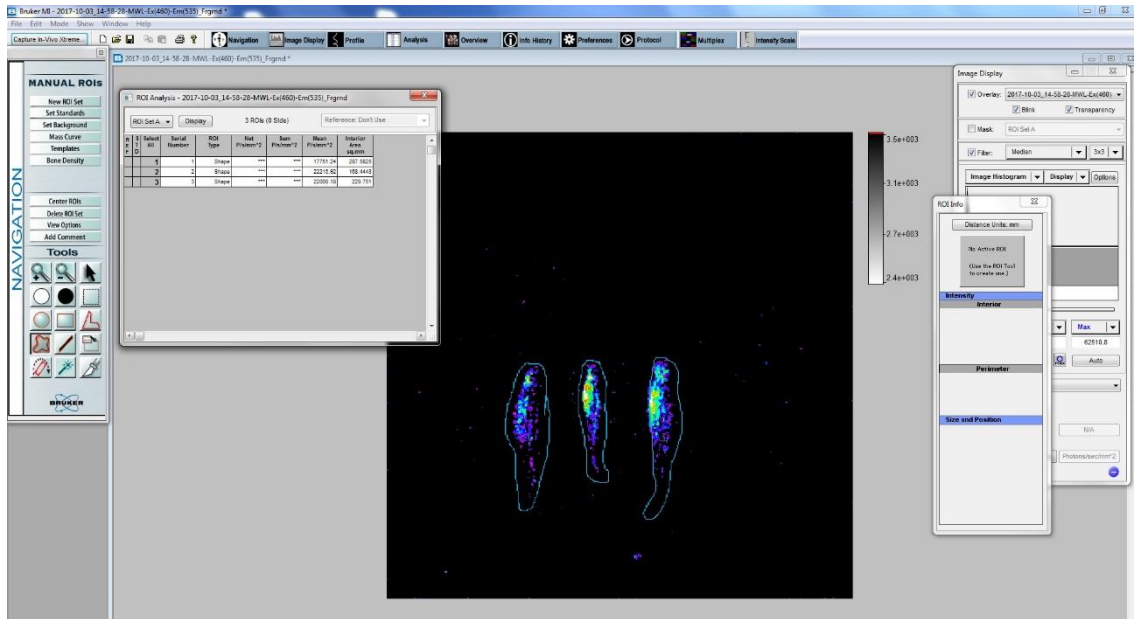 Bruker MI - 2017-10-03_14-58-28-MWL-Ex(460)-Em(535)_Frgrnd *
File Edit Mode Show Window Help
Capture In-Vivo Xtreme...
Navigation Image Display Profile Analysis Overview Info History Preferences Protocol Multiplex Intensity Scale
2017-10-03_14-58-28-MWL-Ex(460)-Em(535)_Frgrnd *
NAVIGATION
MANUAL ROIs
New ROI Set
Set Standards
Set Background
Mass Curve
Templates
Bone Density
Center ROIs
Delete ROI Set
View Options
Add Comment
Tools
BRUKER
ROI Analysis - 2017-10-03_14-58-28-MWL-Ex(460)-Em(535)_Frgrnd
ROI Set A Display 3 ROIs (0 Stds) Reference: Don't Use
REF STD Select All Serial Number ROI Type Net P/s/mm^2 Sum P/s/mm^2 Mean P/s/mm^2 Interior Area sq.mm
1 1 Shape *** *** 17751.24 287.5825
2 2 Shape *** *** 22215.92 168.4443
3 3 Shape *** ***
3.6e+003
3.1e+003
2.7e+003
2.4e+003
Image Display
Overlay: 2017-10-03_14-58-28-MWL-Ex(460)
Blink Transparency
Mask: ROI Set A
Filter: Median 3x3
Image Histogram Display Options
Max
62510.8
Auto
N/A
Photons/sec/mm^2
ROI Info
Distance Units: mm
No Active ROI
(Use the ROI Tool
to create one.)
Intensity
Interior
Perimeter
Size and Position